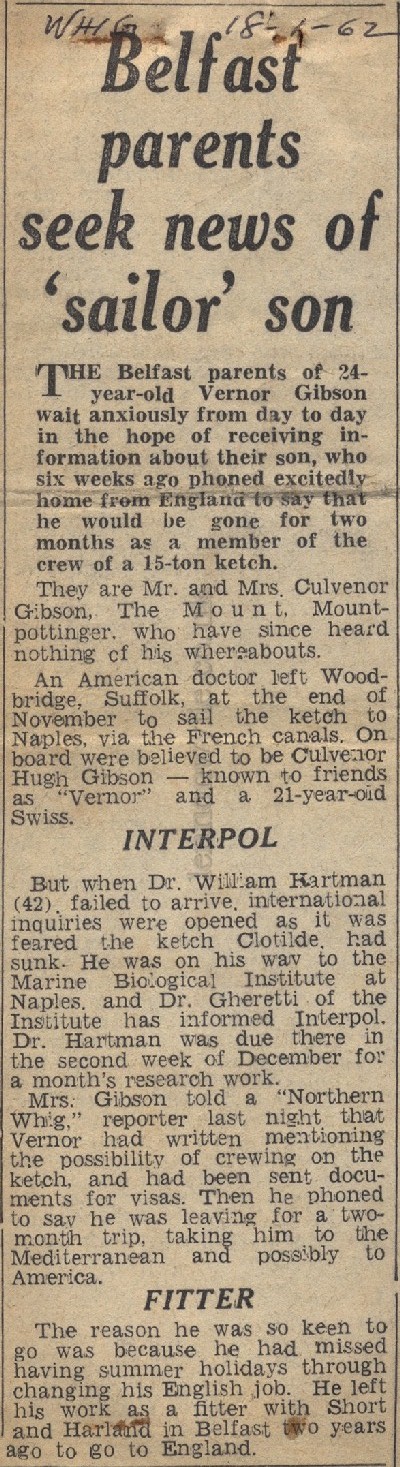 WHIG 18-1-62
Belfast
parents
seek news of
‘sailor’ son
THE Belfast parents of 24-
year-old Vernor Gibson
wait anxiously from day to day
in the hope of receiving in-
formation about their son, who
six weeks ago phoned excitedly
home from England to say that
he would be gone for two
months as a member of the
crew of a 15-ton ketch.
They are Mr. and Mrs. Culvenor
Gibson, The Mount, Mount-
pottinger, who have since heard
nothing of his whereabouts.
An American doctor left Wood-
bridge, Suffolk, at the end of
November to sail the ketch to
Naples, via the French canals. On
board were believed to be Culvenor
Hugh Gibson — known to friends
as "Vernor" and a 21-year-old
Swiss.
INTERPOL
But when Dr. William Hartman
(42), failed to arrive, international
inquiries were opened as it was
feared the ketch Clotilde, had
sunk. He was on his way to the
Marine Biological Institute at
Naples, and Dr. Gheretti of the
Institute has informed Interpol.
Dr. Hartman was due there in
the second week of December for
a month's research work.
Mrs. Gibson told a "Northern
Whig," reporter last night that
Vernor had written mentioning
the possibility of crewing on the
ketch, and had been sent docu-
ments for visas. Then he phoned
to say he was leaving for a two-
month trip, taking him to the
Mediterranean and possibly to
America.
FITTER
The reason he was so keen to
go was because he had missed
having summer holidays through
changing his English job. He left
his work as a fitter with Short
and Harland in Belfast two years
ago to go to England.